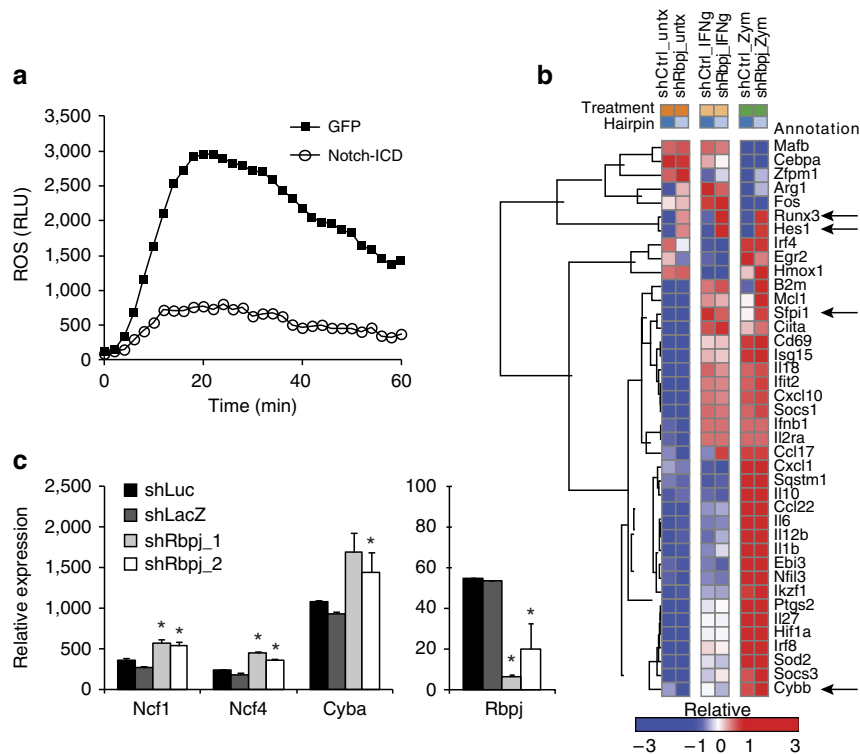 a
3,500
3,000
2,500
2,000
1,500
1,000
500
0
ROS (RLU)
GFP
Notch-ICD
0
20
40
60
Time (min)
b
shCtrl_untx
shRbpj_untx
shCtrl_IFNg
shRbpj_IFNg
shCtrl_Zym
shRbpj_Zym
Treatment
Hairpin
Annotation
Mafb
Cebpa
Zfpm1
Arg1
Fos
Runx3
Hes1
Irf4
Egr2
Hmox1
B2m
Mcl1
Sfpi1
Ciita
Cd69
Isg15
Il18
Ifit2
Cxcl10
Socs1
Ifnb1
Il2ra
Ccl17
Cxcl1
Sqstm1
Il10
Ccl22
Il6
Il12b
Il1b
Ebi3
Nfil3
Ikzf1
Ptgs2
Il27
Hif1a
Irf8
Sod2
Socs3
Cybb
Relative
−3
−1
0
1
3
c
2,500
2,000
1,500
1,000
500
0
Relative expression
shLuc
shLacZ
shRbpj_1
shRbpj_2
* *
* *
*
Ncf1
Ncf4
Cyba
100
80
60
40
20
0
*
*
Rbpj